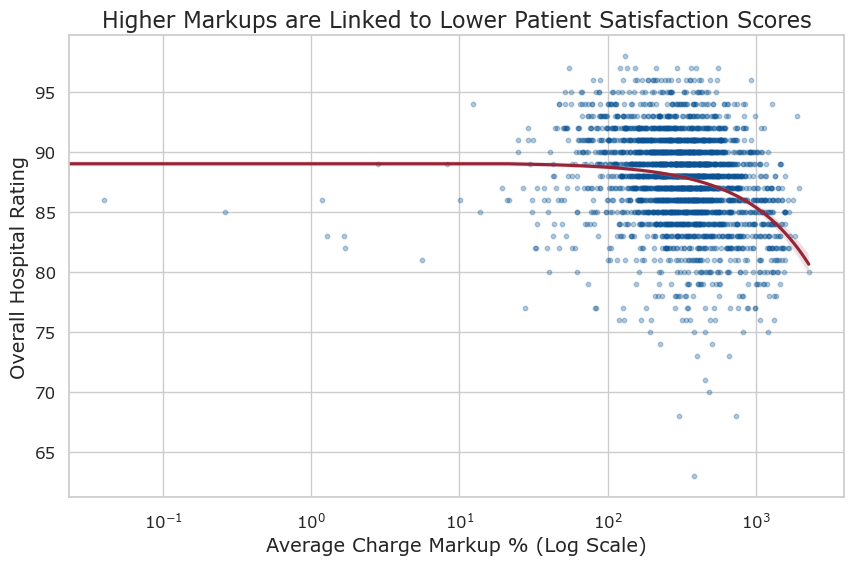 Higher Markups are Linked to Lower Patient Satisfaction Scores
Overall Hospital Rating
95
90
85
80
75
70
65
10⁻¹ 10⁰ 10¹ 10² 10³
Average Charge Markup % (Log Scale)